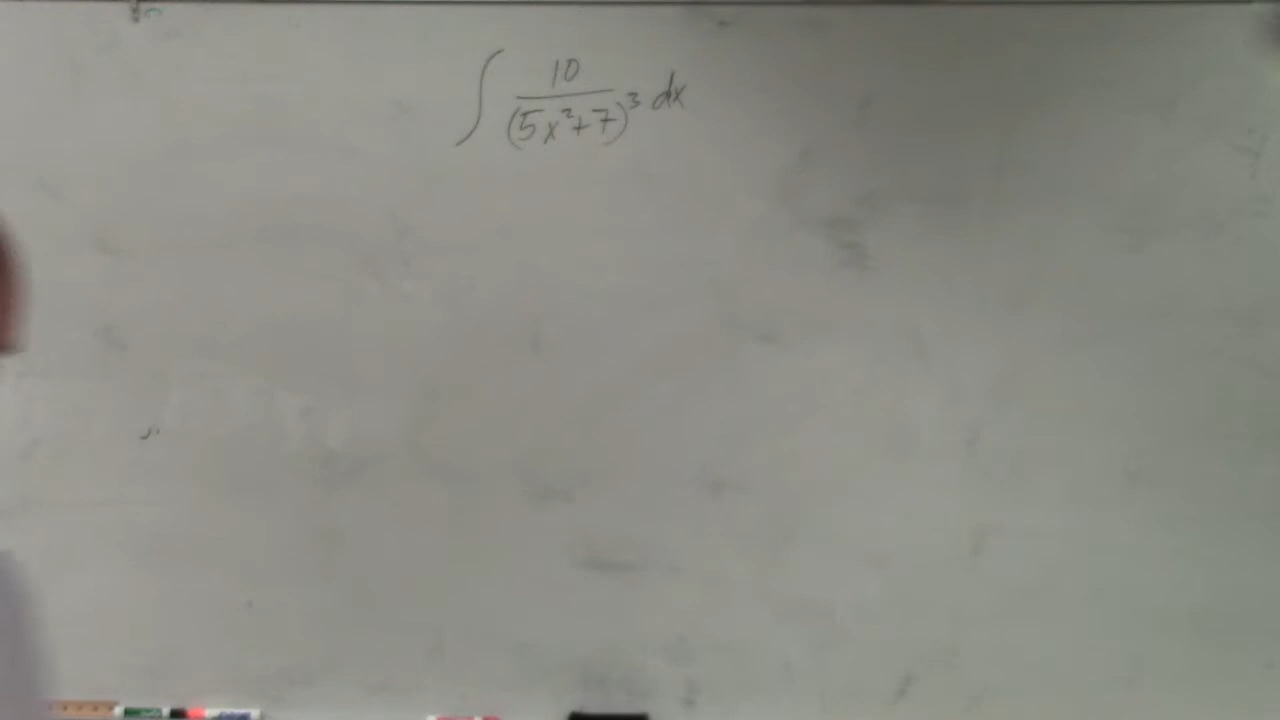 ∫ 10/(5x²+7)³ dx